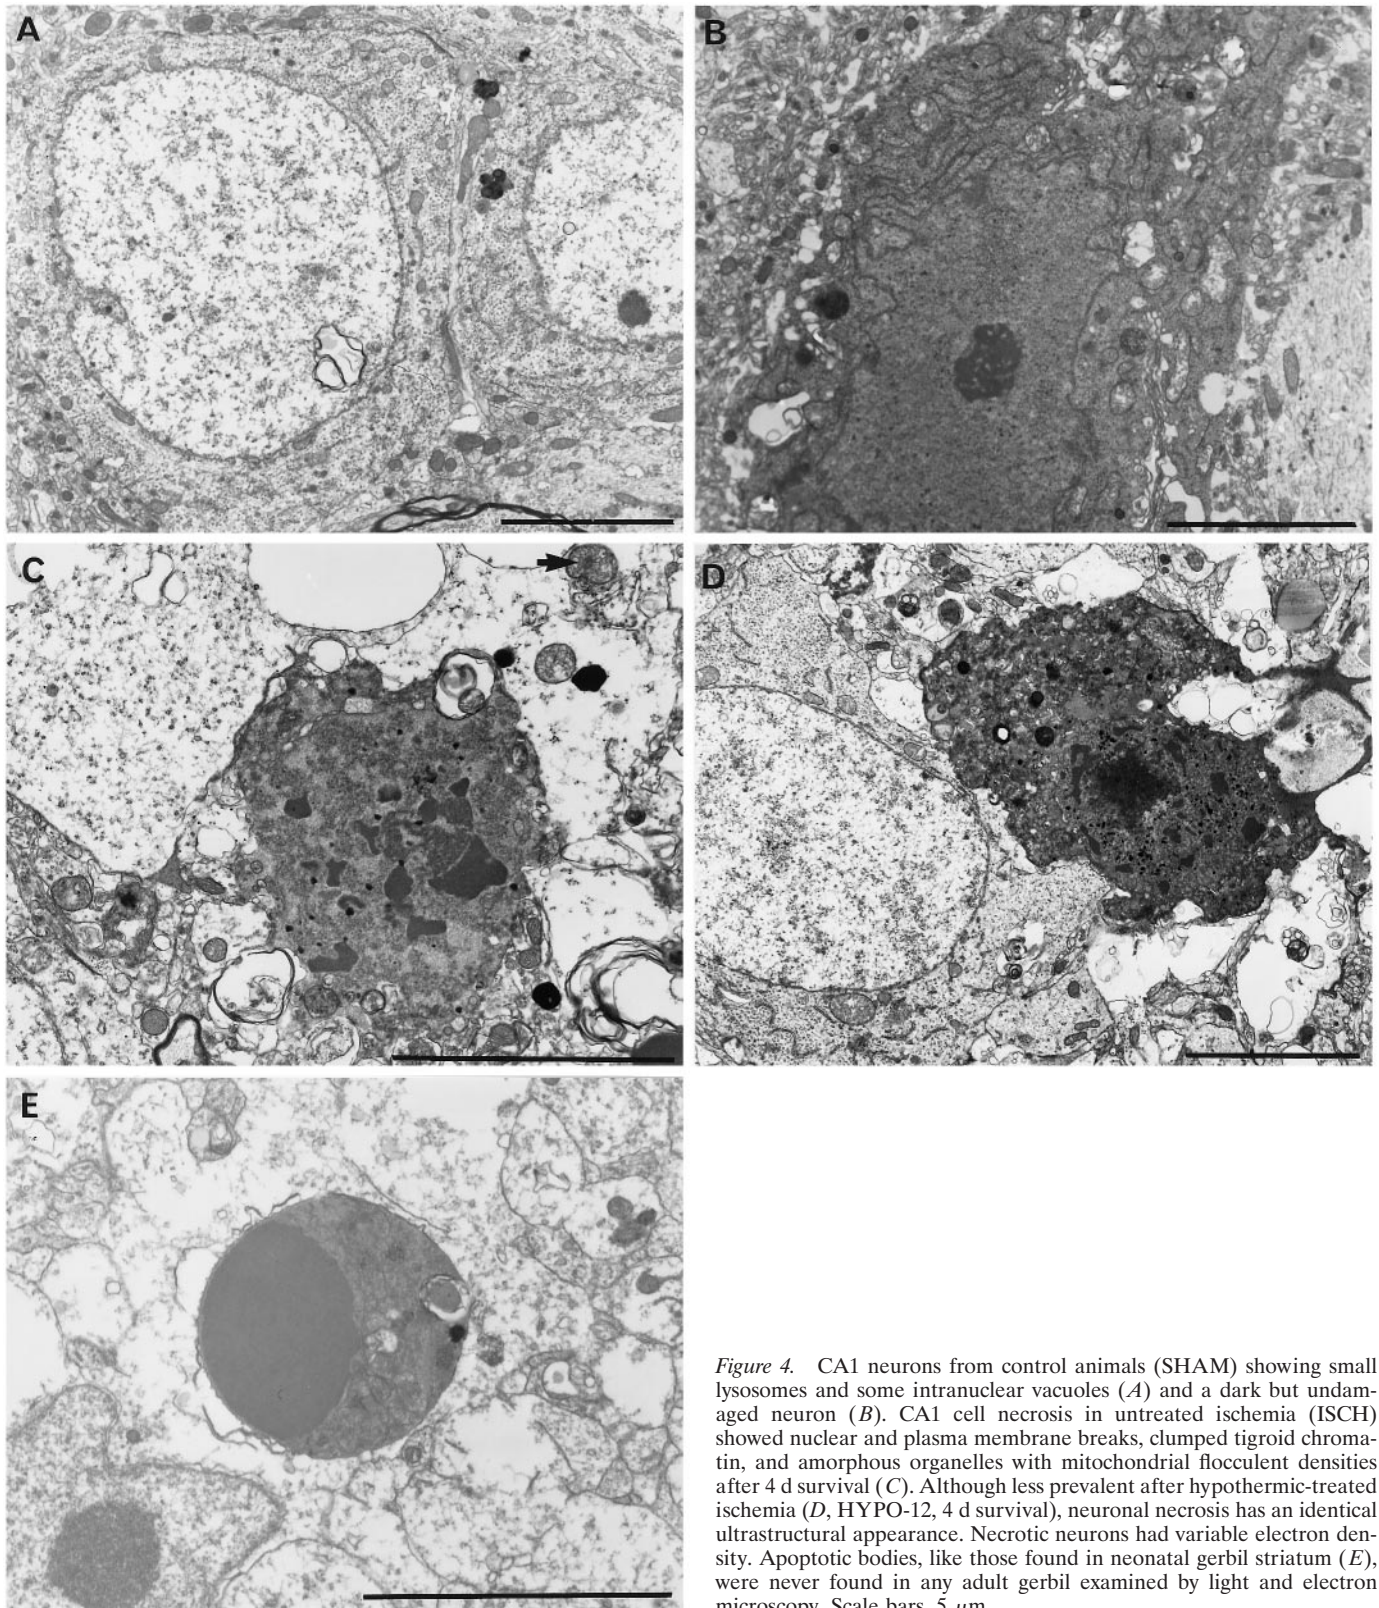 A
B
C
D
E
Figure 4. CA1 neurons from control animals (SHAM) showing small
lysosomes and some intranuclear vacuoles (A) and a dark but undam-
aged neuron (B). CA1 cell necrosis in untreated ischemia (ISCH)
showed nuclear and plasma membrane breaks, clumped tigroid chroma-
tin, and amorphous organelles with mitochondrial flocculent densities
after 4 d survival (C). Although less prevalent after hypothermic-treated
ischemia (D, HYPO-12, 4 d survival), neuronal necrosis has an identical
ultrastructural appearance. Necrotic neurons had variable electron den-
sity. Apoptotic bodies, like those found in neonatal gerbil striatum (E),
were never found in any adult gerbil examined by light and electron
microscopy. Scale bars, 5 μm.